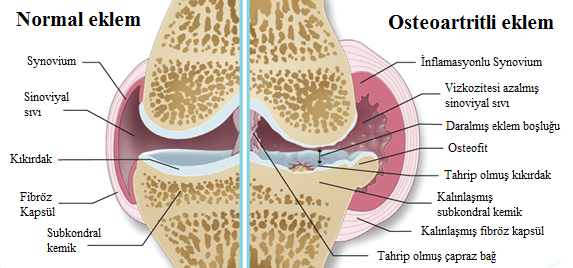 Normal eklem
Synovium
Sinoviyal
sıvı
Kıkırdak
Fibröz
Kapsül
Subkondral
kemik
Osteoartritli eklem
İnflamasyonlu Synovium
Vizkozitesi azalmış
sinoviyal sıvı
Daralmış eklem boşluğu
Osteofit
Tahrip olmuş kıkırdak
Kalınlaşmış
subkondral kemik
Kalınlaşmış fibröz kapsül
Tahrip olmuş çapraz bağ